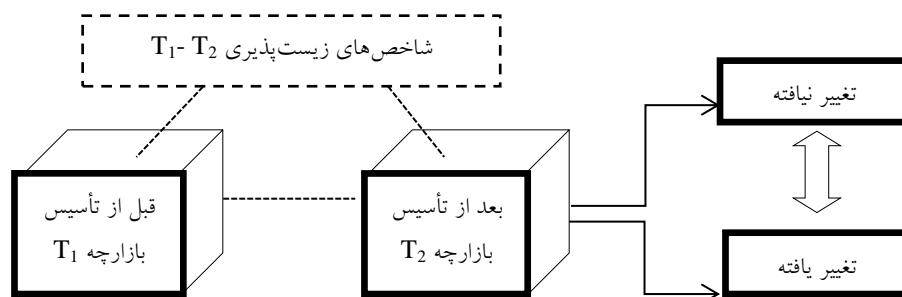 شاخص‌های زیست‌پذیری T₁- T₂
تغییر نیافته
قبل از تأسیس
بازارچه T₁
بعد از تأسیس
بازارچه T₂
تغییر یافته